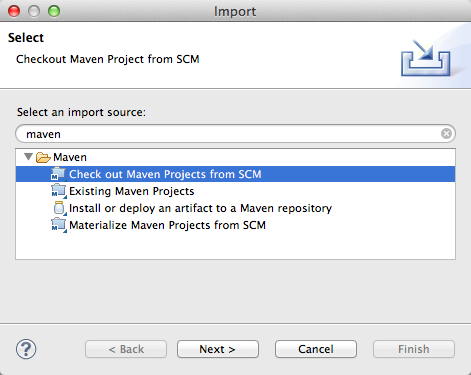 Import
Select
Checkout Maven Project from SCM
Select an import source:
maven
Maven
Check out Maven Projects from SCM
Existing Maven Projects
Install or deploy an artifact to a Maven repository
Materialize Maven Projects from SCM
? < Back Next > Cancel Finish